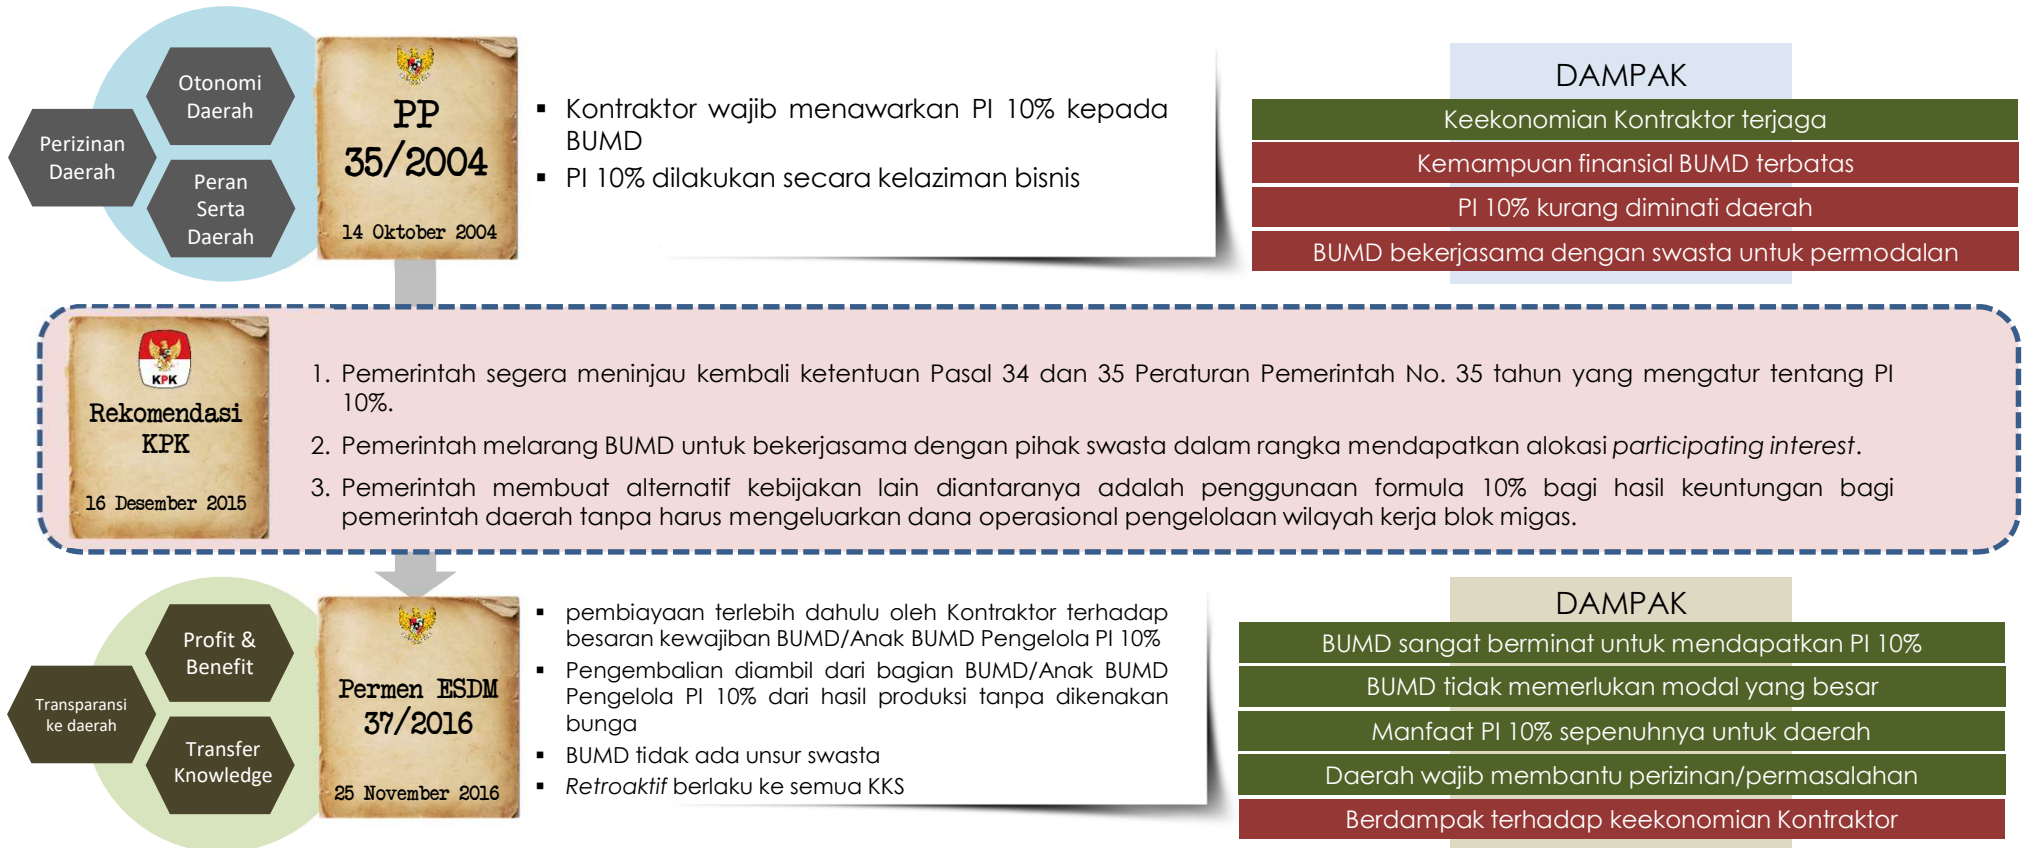 Otonomi
Daerah
Perizinan
Daerah
Peran
Serta
Daerah
PP
35/2004
14 Oktober 2004
▪ Kontraktor wajib menawarkan PI 10% kepada
BUMD
▪ PI 10% dilakukan secara kelaziman bisnis
DAMPAK
Keekonomian Kontraktor terjaga
Kemampuan finansial BUMD terbatas
PI 10% kurang diminati daerah
BUMD bekerjasama dengan swasta untuk permodalan
KPK
Rekomendasi
KPK
16 Desember 2015
1. Pemerintah segera meninjau kembali ketentuan Pasal 34 dan 35 Peraturan Pemerintah No. 35 tahun yang mengatur tentang PI
10%.
2. Pemerintah melarang BUMD untuk bekerjasama dengan pihak swasta dalam rangka mendapatkan alokasi participating interest.
3. Pemerintah membuat alternatif kebijakan lain diantaranya adalah penggunaan formula 10% bagi hasil keuntungan bagi
pemerintah daerah tanpa harus mengeluarkan dana operasional pengelolaan wilayah kerja blok migas.
Profit &
Benefit
Transparansi
ke daerah
Transfer
Knowledge
Permen ESDM
37/2016
25 November 2016
▪ pembiayaan terlebih dahulu oleh Kontraktor terhadap
besaran kewajiban BUMD/Anak BUMD Pengelola PI 10%
▪ Pengembalian diambil dari bagian BUMD/Anak BUMD
Pengelola PI 10% dari hasil produksi tanpa dikenakan
bunga
▪ BUMD tidak ada unsur swasta
▪ Retroaktif berlaku ke semua KKS
DAMPAK
BUMD sangat berminat untuk mendapatkan PI 10%
BUMD tidak memerlukan modal yang besar
Manfaat PI 10% sepenuhnya untuk daerah
Daerah wajib membantu perizinan/permasalahan
Berdampak terhadap keekonomian Kontraktor